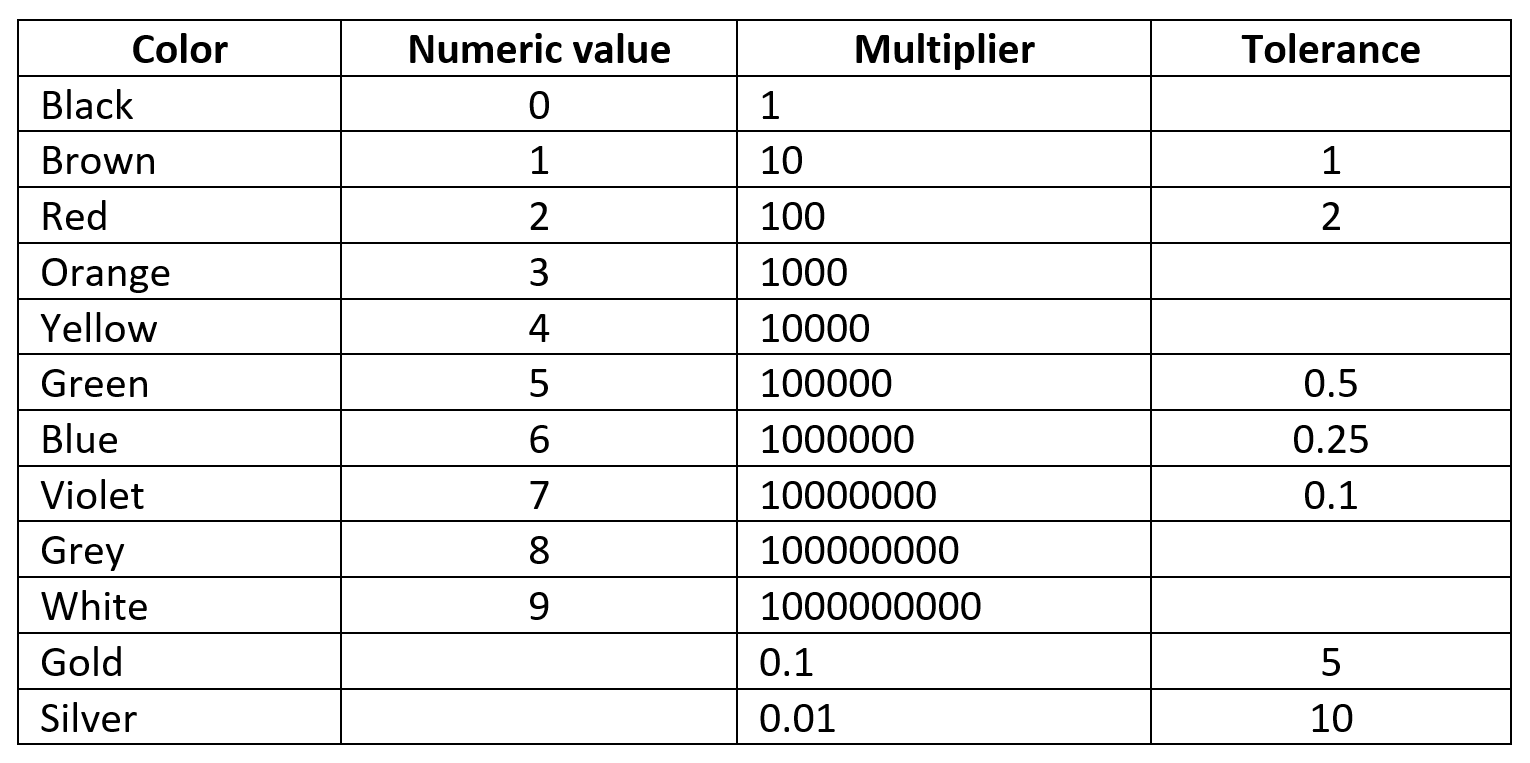 Color Numeric value Multiplier Tolerance
Black 0 1
Brown 1 10 1
Red 2 100 2
Orange 3 1000
Yellow 4 10000
Green 5 100000 0.5
Blue 6 1000000 0.25
Violet 7 10000000 0.1
Grey 8 100000000
White 9 1000000000
Gold 0.1 5
Silver 0.01 10